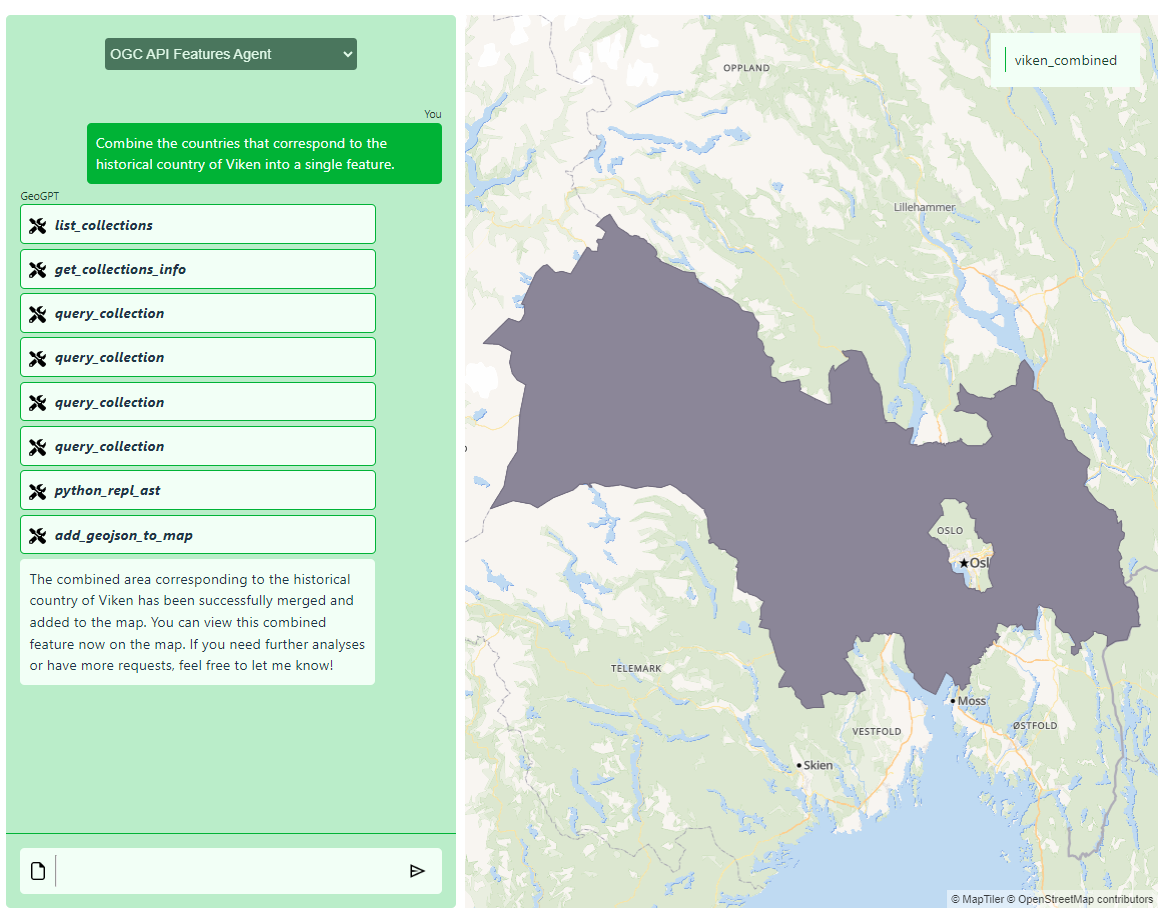 OGC API Features Agent
You
Combine the countries that correspond to the
historical country of Viken into a single feature.
GeoGPT
list_collections
get_collections_info
query_collection
query_collection
query_collection
query_collection
python_repl_ast
add_geojson_to_map
The combined area corresponding to the historical
country of Viken has been successfully merged and
added to the map. You can view this combined
feature now on the map. If you need further analyses
or have more requests, feel free to let me know!
viken_combined
OPPLAND
Lillehammer
OSLO
Osl
TELEMARK
Moss
ØSTFOLD
VESTFOLD
Skien
© MapTiler © OpenStreetMap contributors